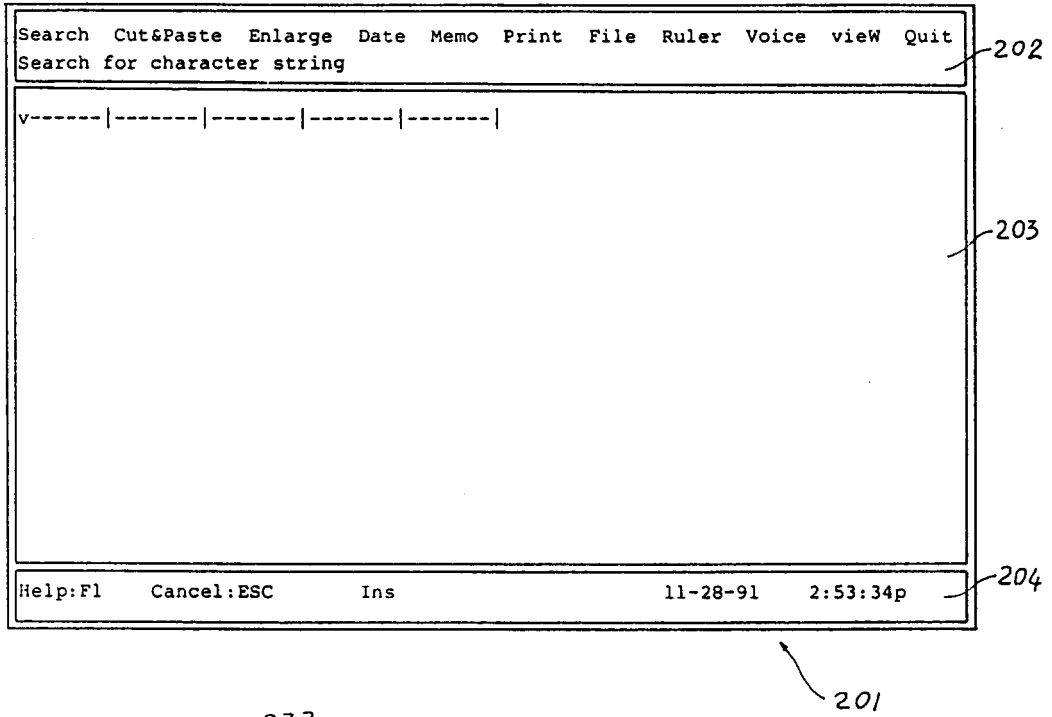 Search Cut&Paste Enlarge Date Memo Print File Ruler Voice vieW Quit
Search for character string
202
v------|-------|-------|-------|-------|
203
Help:F1 Cancel:ESC Ins 11-28-91 2:53:34p
204
201